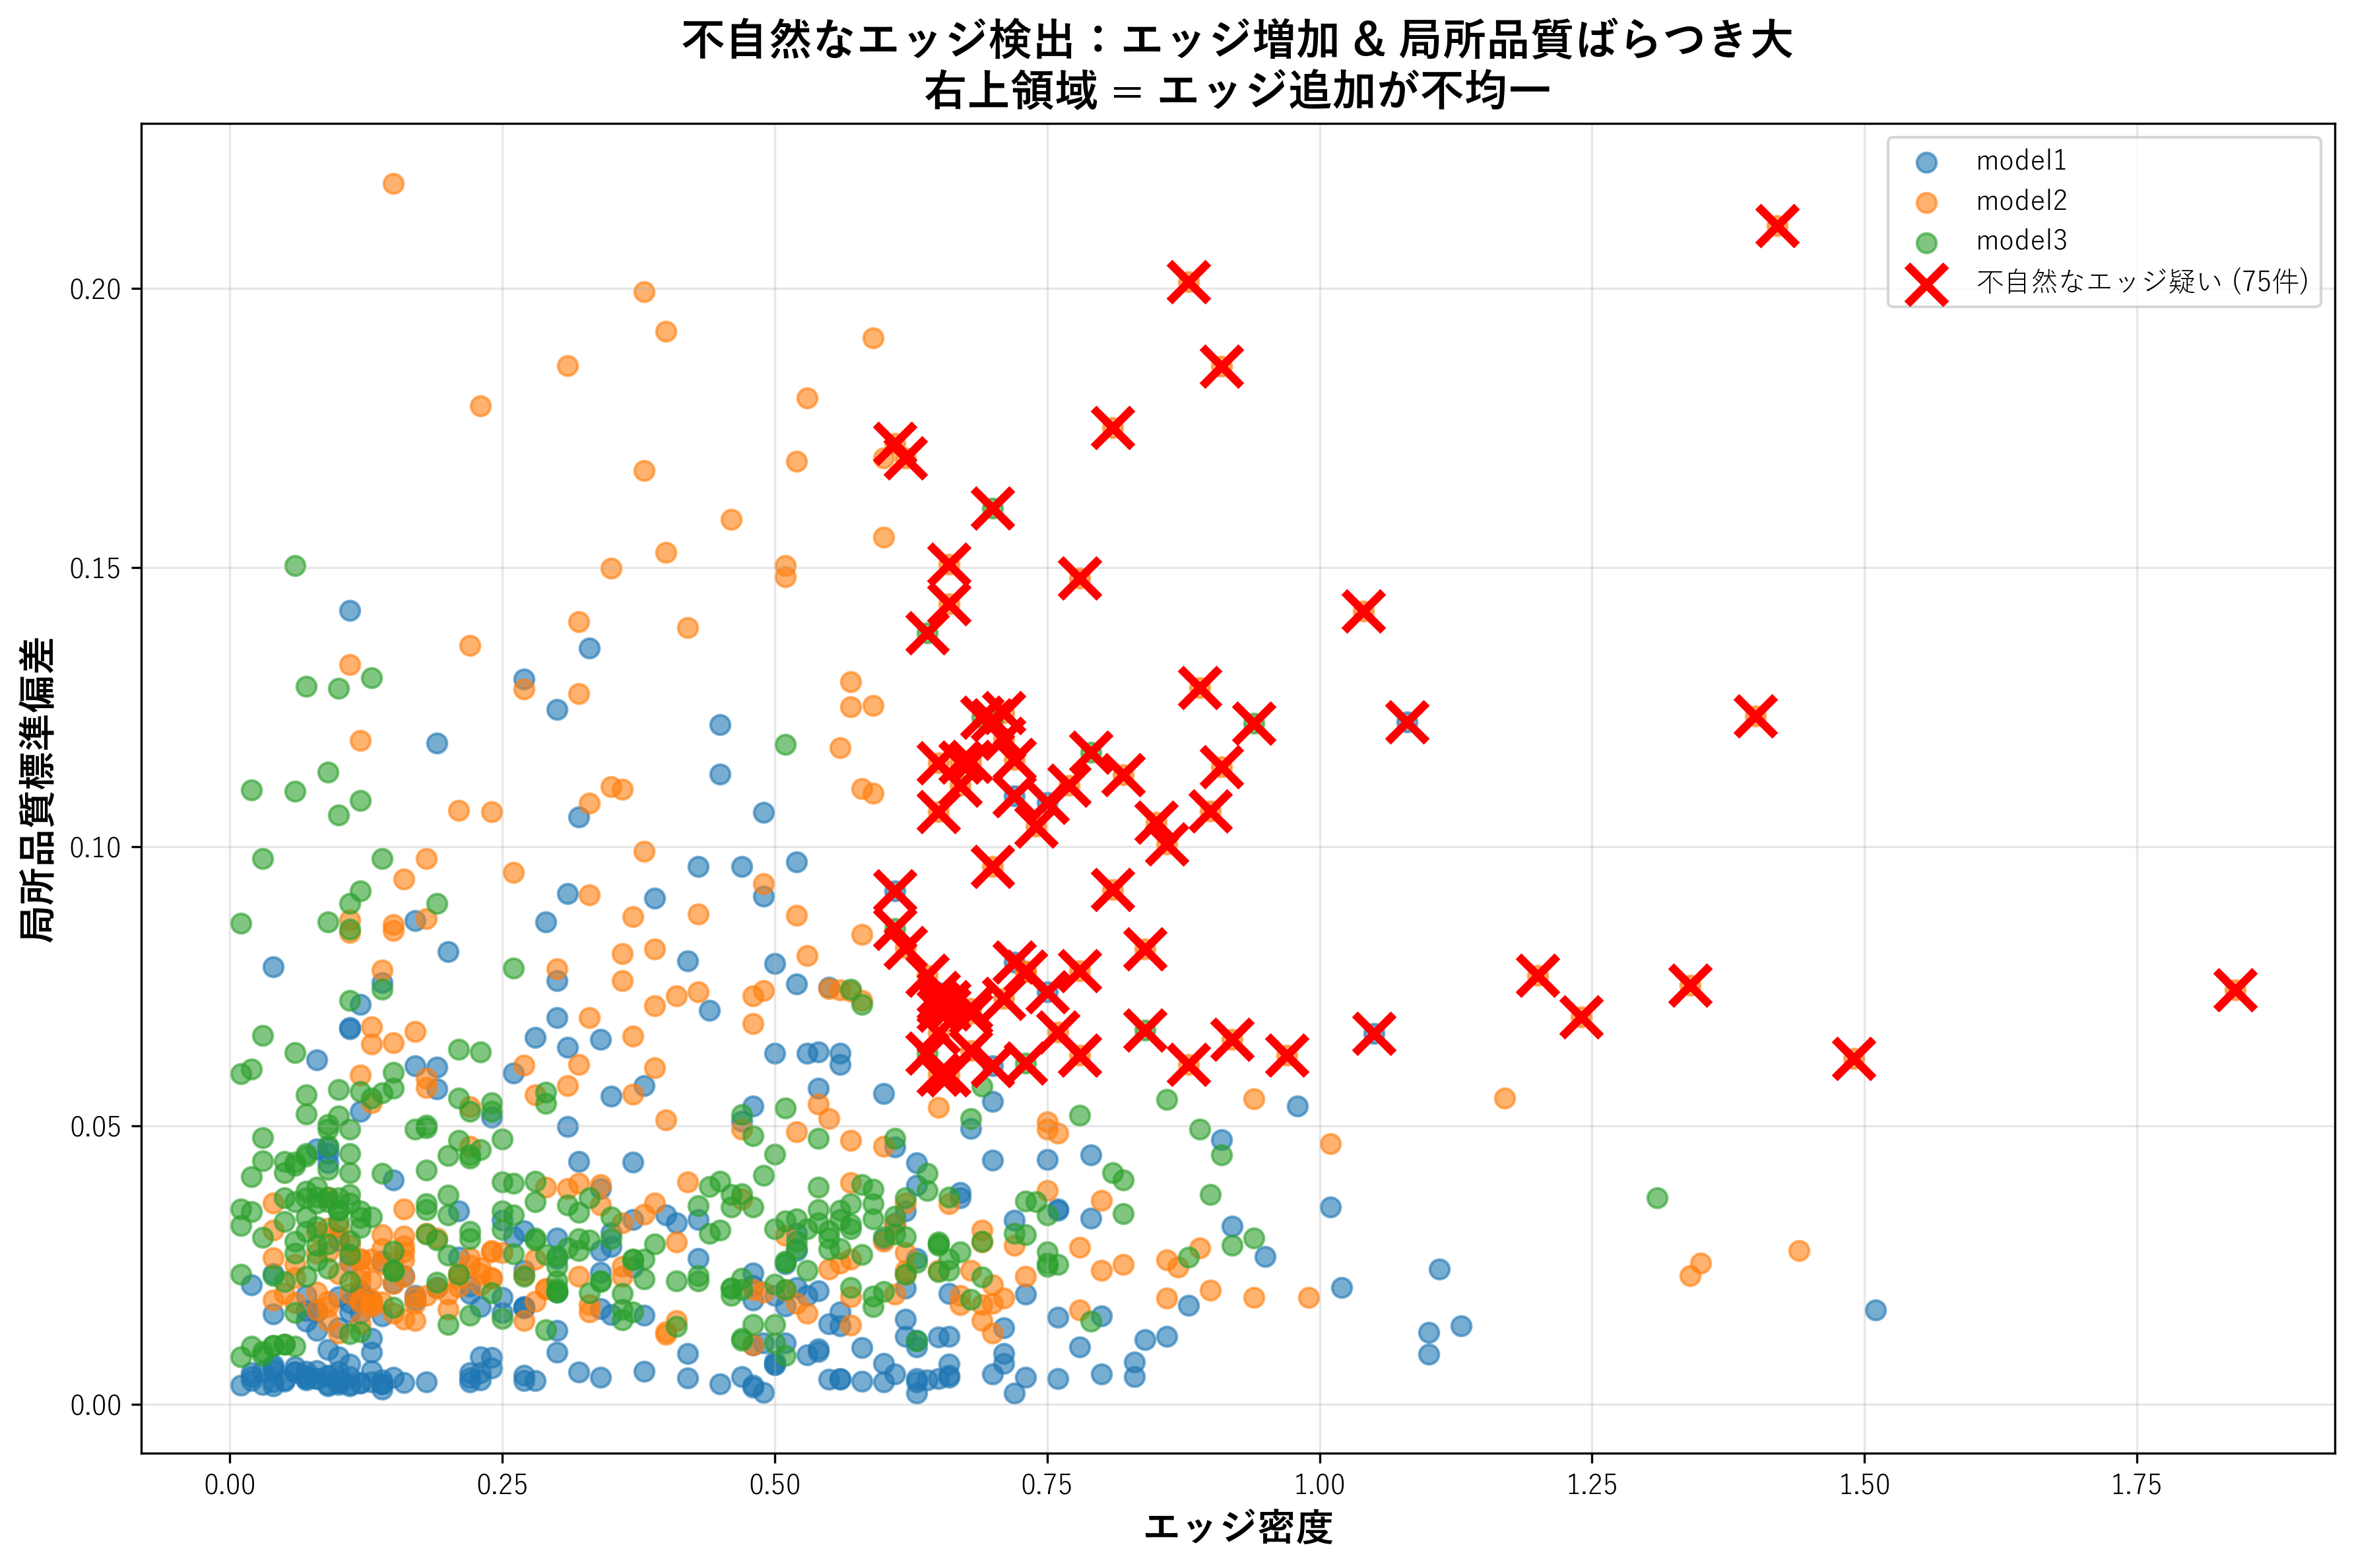 不自然なエッジ検出：エッジ増加 & 局所品質ばらつき大
右上領域 = エッジ追加が不均一
model1
model2
model3
不自然なエッジ疑い (75件)
局所品質標準偏差
0.20
0.15
0.10
0.05
0.00
0.00 0.25 0.50 0.75 1.00 1.25 1.50 1.75
エッジ密度